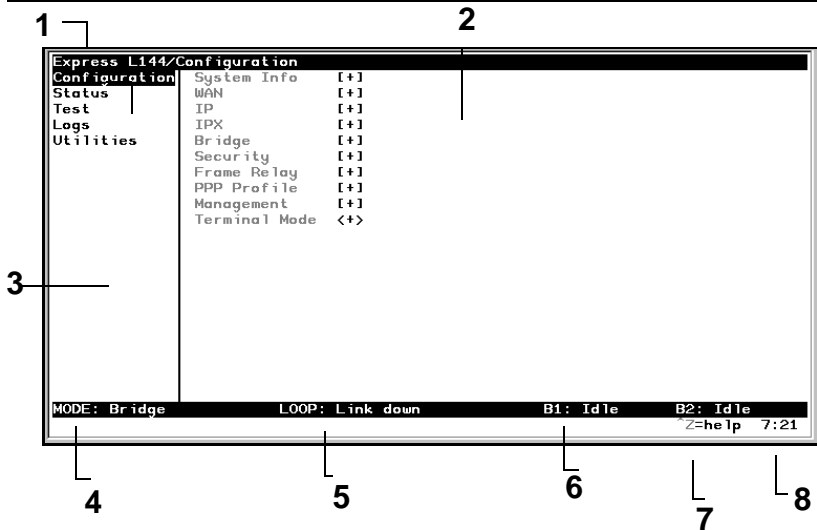 1
2
Express L144/Configuration
Configuration System Info [+]
Status WAN [+]
Test IP [+]
Logs IPX [+]
Utilities Bridge [+]
Security [+]
Frame Relay [+]
PPP Profile [+]
Management [+]
Terminal Mode <+>
3
MODE: Bridge LOOP: Link down B1: Idle B2: Idle
^Z=help 7:21
4
5
6
7
8